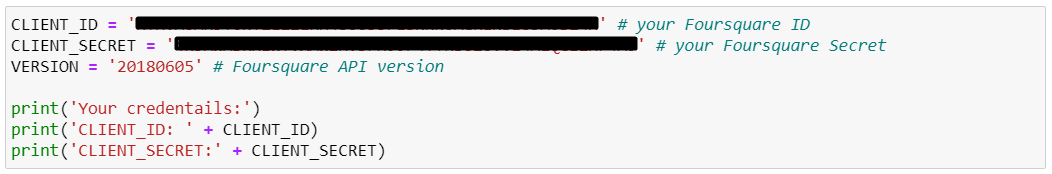 CLIENT_ID = '' # your Foursquare ID
CLIENT_SECRET = '' # your Foursquare Secret
VERSION = '20180605' # Foursquare API version
print('Your credentails:')
print('CLIENT_ID: ' + CLIENT_ID)
print('CLIENT_SECRET:' + CLIENT_SECRET)